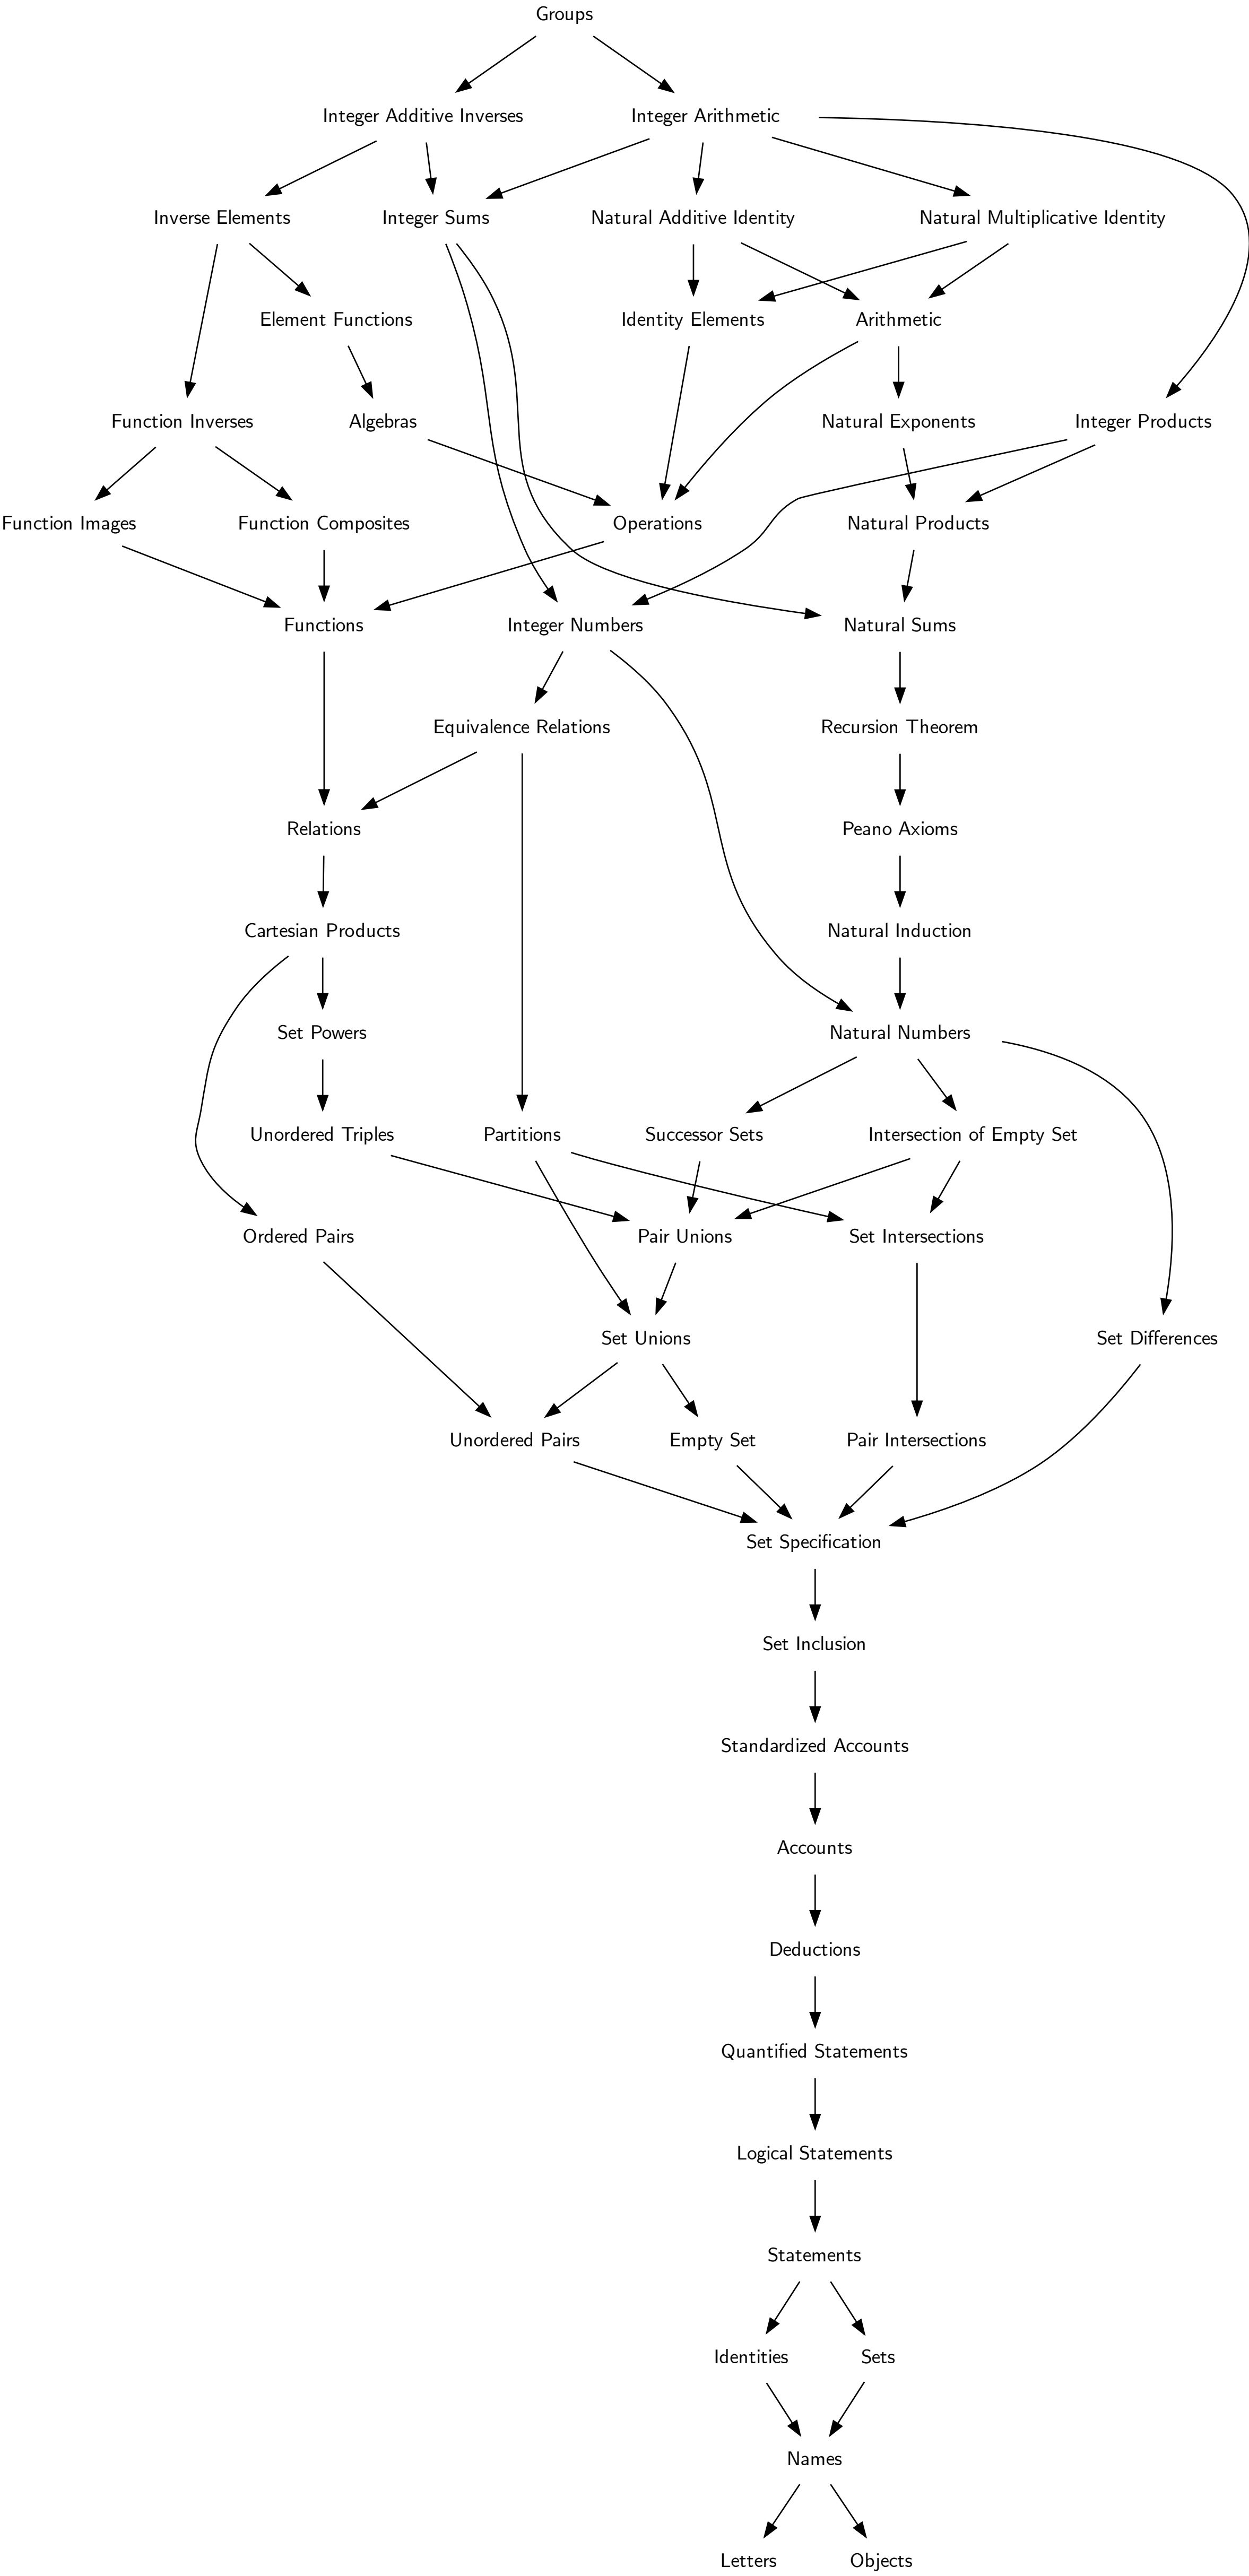 Groups
Integer Additive Inverses
Integer Arithmetic
Inverse Elements
Integer Sums
Natural Additive Identity
Natural Multiplicative Identity
Element Functions
Identity Elements
Arithmetic
Function Inverses
Algebras
Natural Exponents
Integer Products
Function Images
Function Composites
Operations
Natural Products
Functions
Integer Numbers
Natural Sums
Equivalence Relations
Recursion Theorem
Relations
Peano Axioms
Cartesian Products
Natural Induction
Set Powers
Natural Numbers
Unordered Triples
Partitions
Successor Sets
Intersection of Empty Set
Ordered Pairs
Pair Unions
Set Intersections
Set Unions
Set Differences
Unordered Pairs
Empty Set
Pair Intersections
Set Specification
Set Inclusion
Standardized Accounts
Accounts
Deductions
Quantified Statements
Logical Statements
Statements
Identities
Sets
Names
Letters
Objects